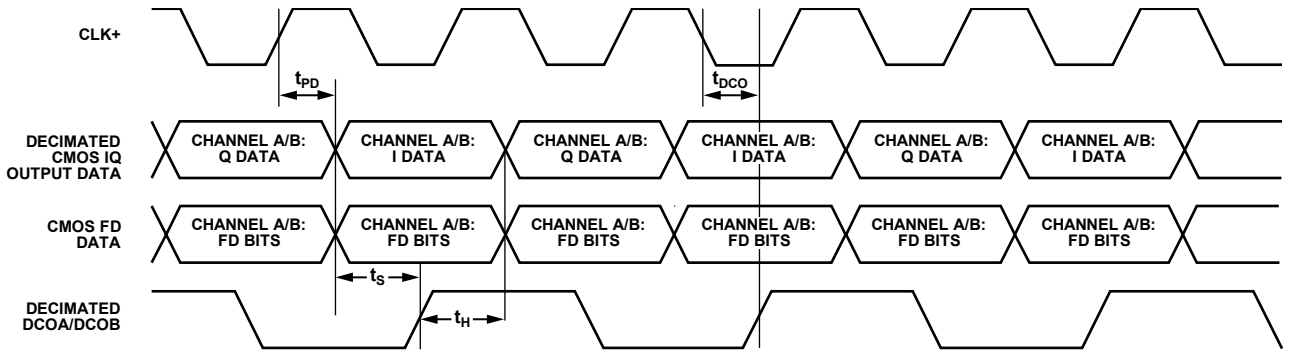 CLK+
tPD
tDCO
DECIMATED
CMOS IQ
OUTPUT DATA
CHANNEL A/B:
Q DATA
CHANNEL A/B:
I DATA
CHANNEL A/B:
Q DATA
CHANNEL A/B:
I DATA
CHANNEL A/B:
Q DATA
CHANNEL A/B:
I DATA
CMOS FD
DATA
CHANNEL A/B:
FD BITS
CHANNEL A/B:
FD BITS
CHANNEL A/B:
FD BITS
CHANNEL A/B:
FD BITS
CHANNEL A/B:
FD BITS
CHANNEL A/B:
FD BITS
tS
DECIMATED
DCOA/DCOB
tH